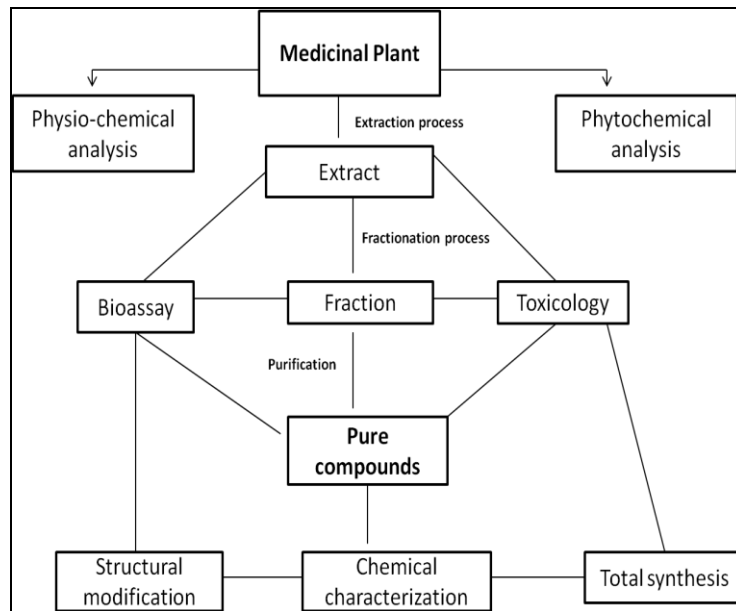 Medicinal Plant
Physio-chemical
analysis
Extraction process
Phytochemical
analysis
Extract
Fractionation process
Bioassay
Fraction
Toxicology
Purification
Pure
compounds
Structural
modification
Chemical
characterization
Total synthesis